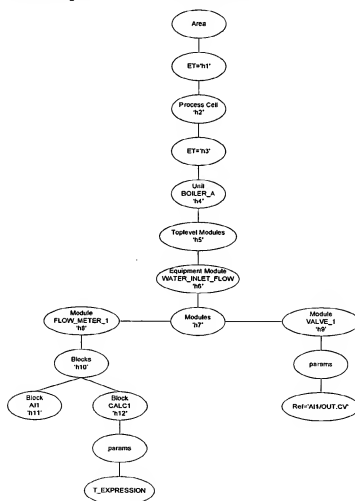 Area
ET='h1'
Process Cell
'h2'
ET='h3'
Unit
BOILER_A
'h4'
Toplevel Modules
'h5'
Equipment Module
WATER_INLET_FLOW
'h6'
Module
FLOW_METER_1
'h8'
Modules
'h7'
Module
VALVE_1
'h9'
Blocks
'h10'
params
Block
AI1
'h11'
Block
CALC1
'h12'
Ref='AI1/OUT.CV'
params
T_EXPRESSION